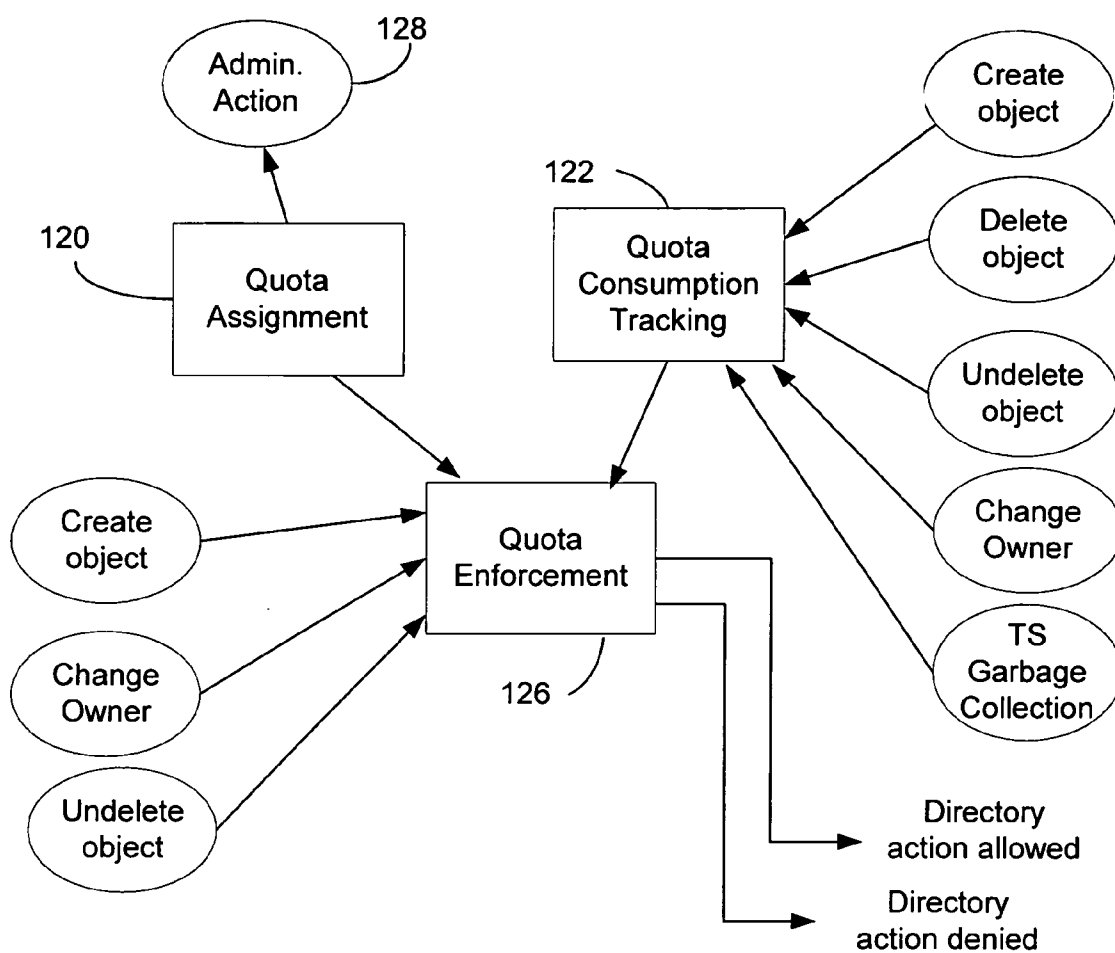 128
Admin.
Action
Create
object
122
120
Quota
Assignment
Quota
Consumption
Tracking
Delete
object
Undelete
object
Create
object
Quota
Enforcement
Change
Owner
Change
Owner
126
TS
Garbage
Collection
Undelete
object
Directory
action allowed
Directory
action denied